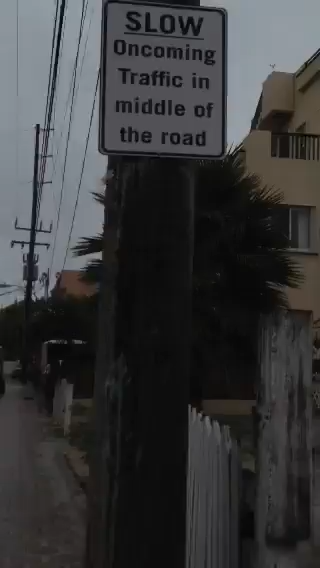 SLOW
Oncoming
Traffic in
middle of
the road